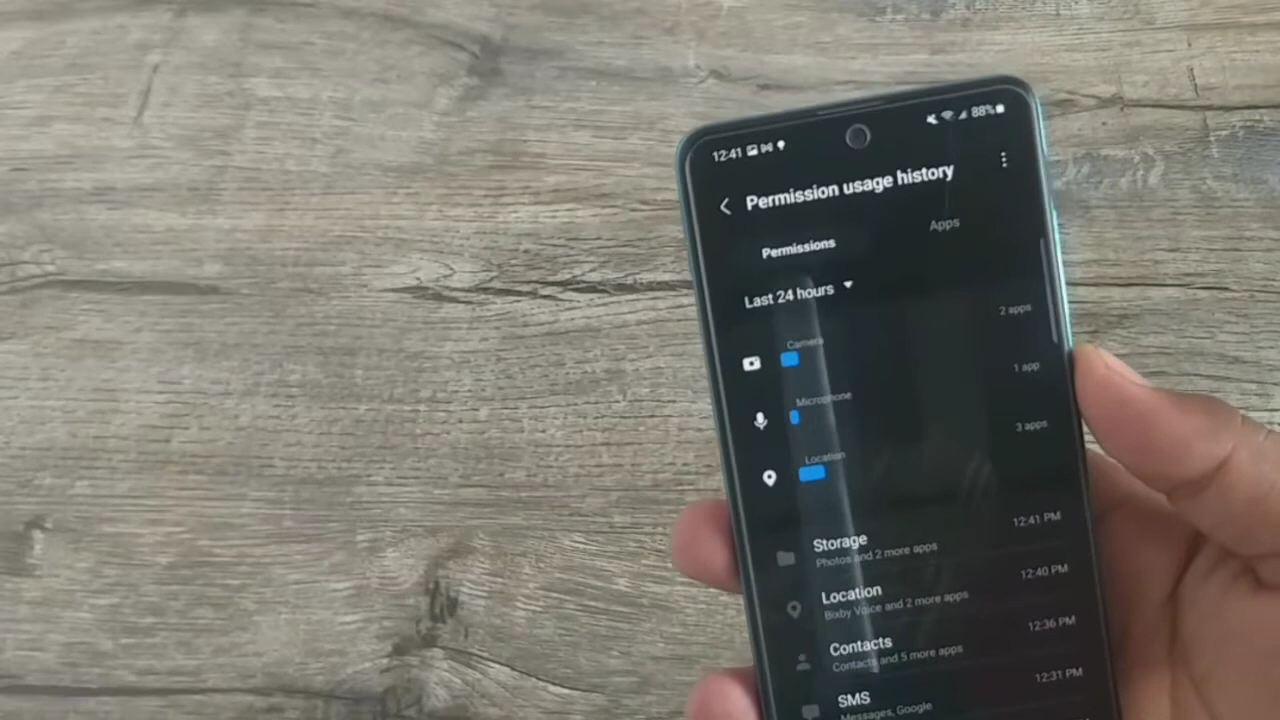 12:41
88%
Permission usage history
Permissions
Apps
Last 24 hours
2 apps
Camera
1 app
Microphone
3 apps
Location
12:41 PM
Storage
Photos and 2 more apps
12:40 PM
Location
Bixby Voice and 2 more apps
12:36 PM
Contacts
Contacts and 5 more apps
12:31 PM
SMS
Messages, Google